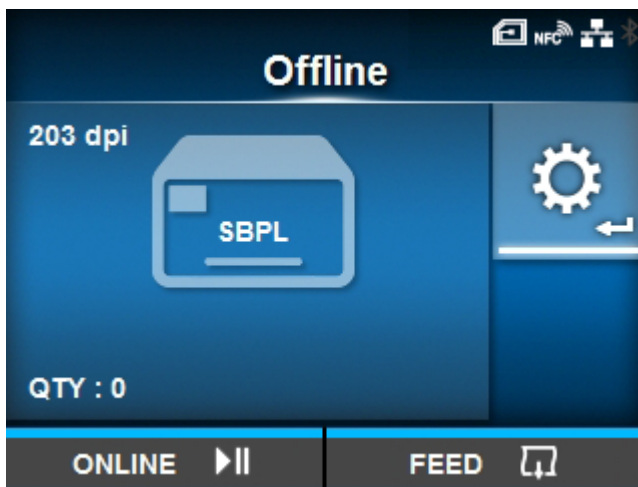 NFC
Offline
203 dpi
SBPL
QTY : 0
ONLINE
FEED